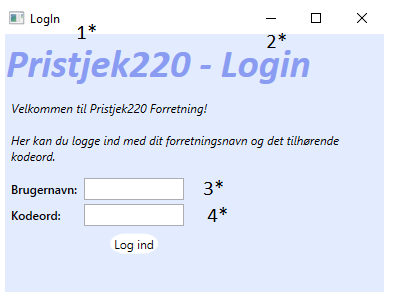 LogIn
1*
2*
Pristjek220 - Login
Velkommen til Pristjek220 Forretning!
Her kan du logge ind med dit forretningsnavn og det tilhørende
kodeord.
Brugernavn:
3*
Kodeord:
4*
Log ind